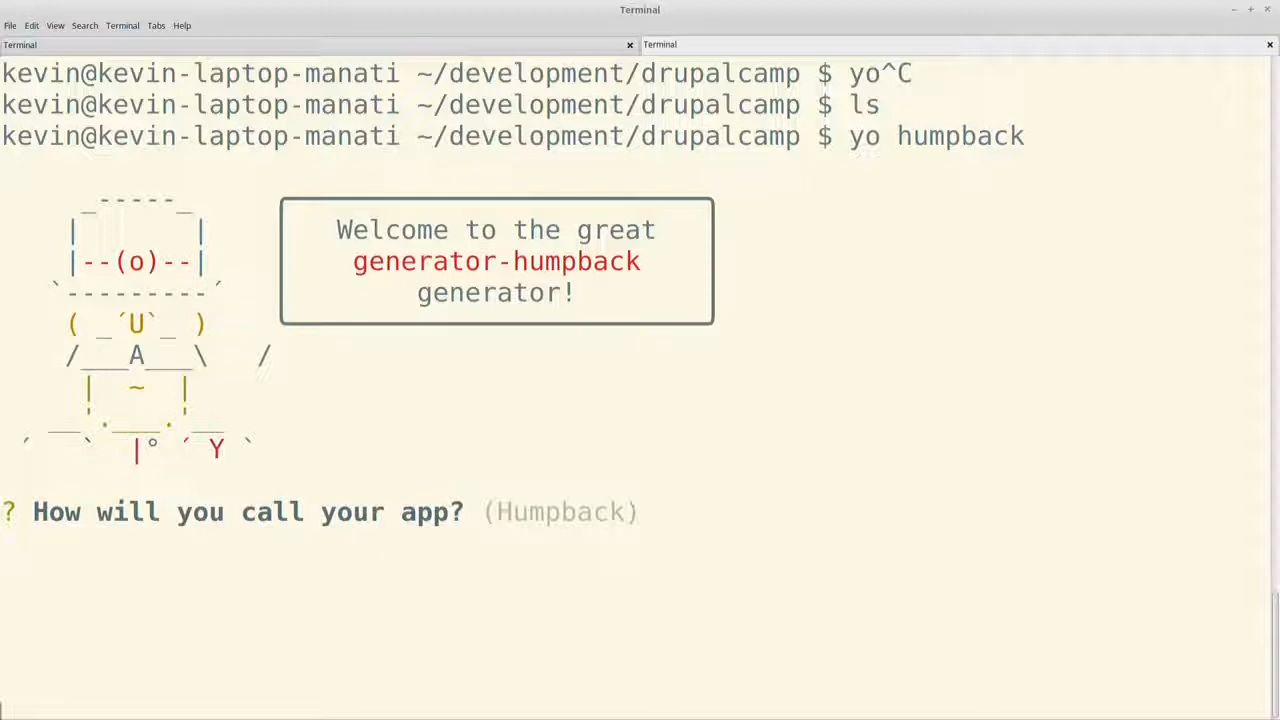 Terminal
File Edit View Search Terminal Tabs Help
Terminal Terminal
kevin@kevin-laptop-manati ~/development/drupalcamp $ yo^C
kevin@kevin-laptop-manati ~/development/drupalcamp $ ls
kevin@kevin-laptop-manati ~/development/drupalcamp $ yo humpback
Welcome to the great
generator-humpback
generator!
? How will you call your app? (Humpback)